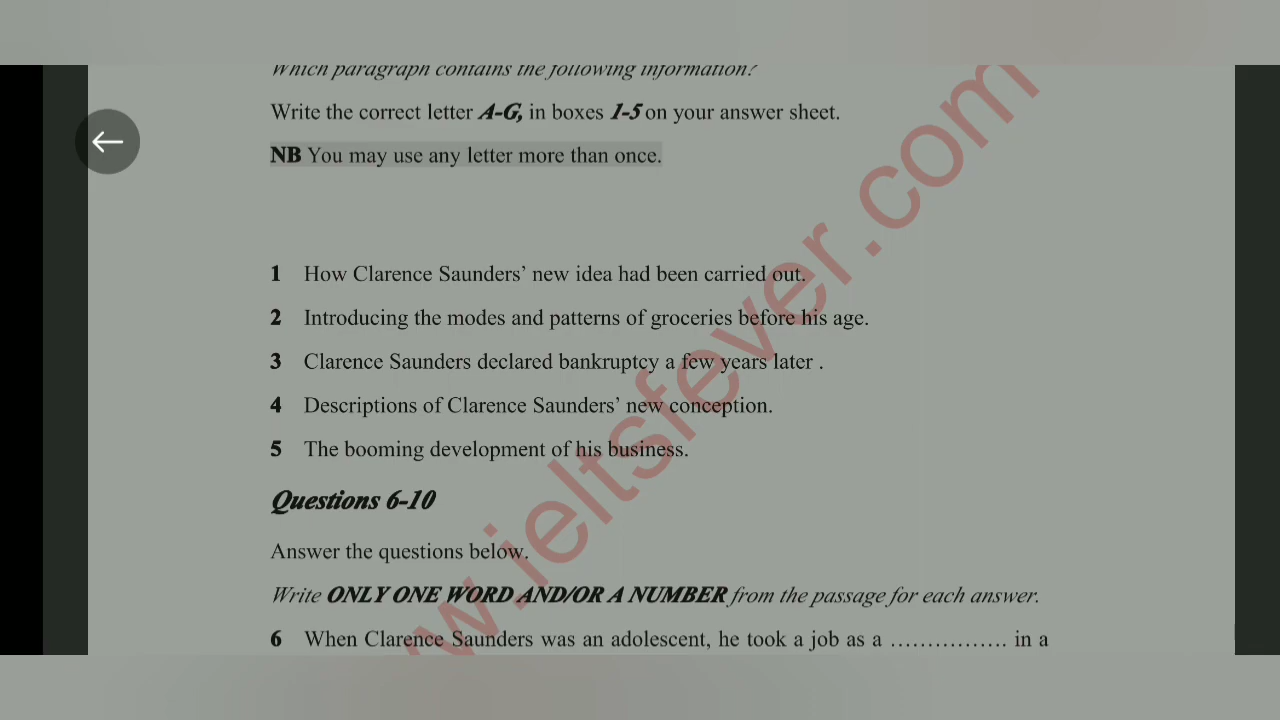 Which paragraph contains the following information?
Write the correct letter A-G, in boxes 1-5 on your answer sheet.
NB You may use any letter more than once.
1 How Clarence Saunders’ new idea had been carried out.
2 Introducing the modes and patterns of groceries before his age.
3 Clarence Saunders declared bankruptcy a few years later .
4 Descriptions of Clarence Saunders’ new conception.
5 The booming development of his business.
Questions 6-10
Answer the questions below.
Write ONLY ONE WORD AND/OR A NUMBER from the passage for each answer.
6 When Clarence Saunders was an adolescent, he took a job as a ................ in a
w.ieltsfever.com